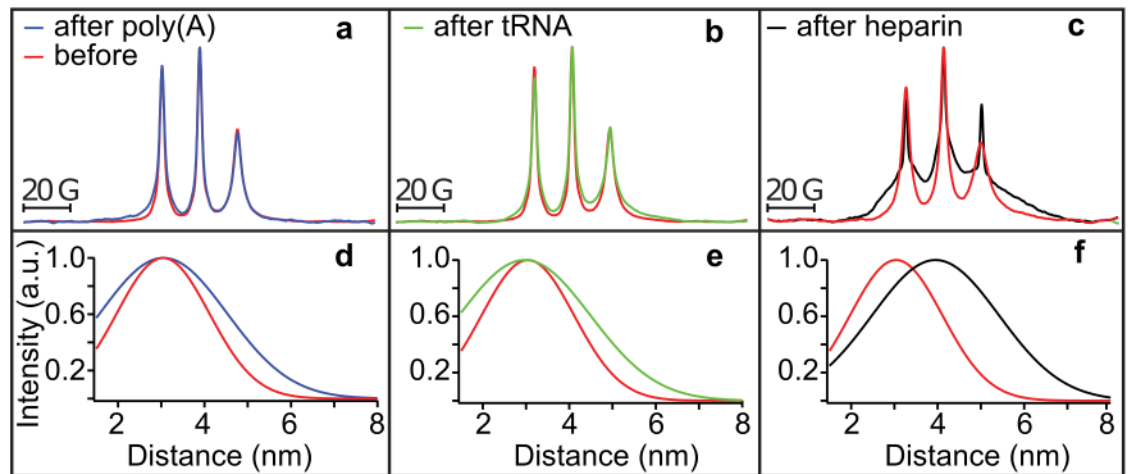 after poly(A)
before
a
20 G
after tRNA
b
20 G
after heparin
c
20 G
Intensity (a.u.)
1.0
0.6
0.2
d
2 4 6 8
Distance (nm)
1.0
0.6
0.2
e
2 4 6 8
Distance (nm)
1.0
0.6
0.2
f
2 4 6 8
Distance (nm)